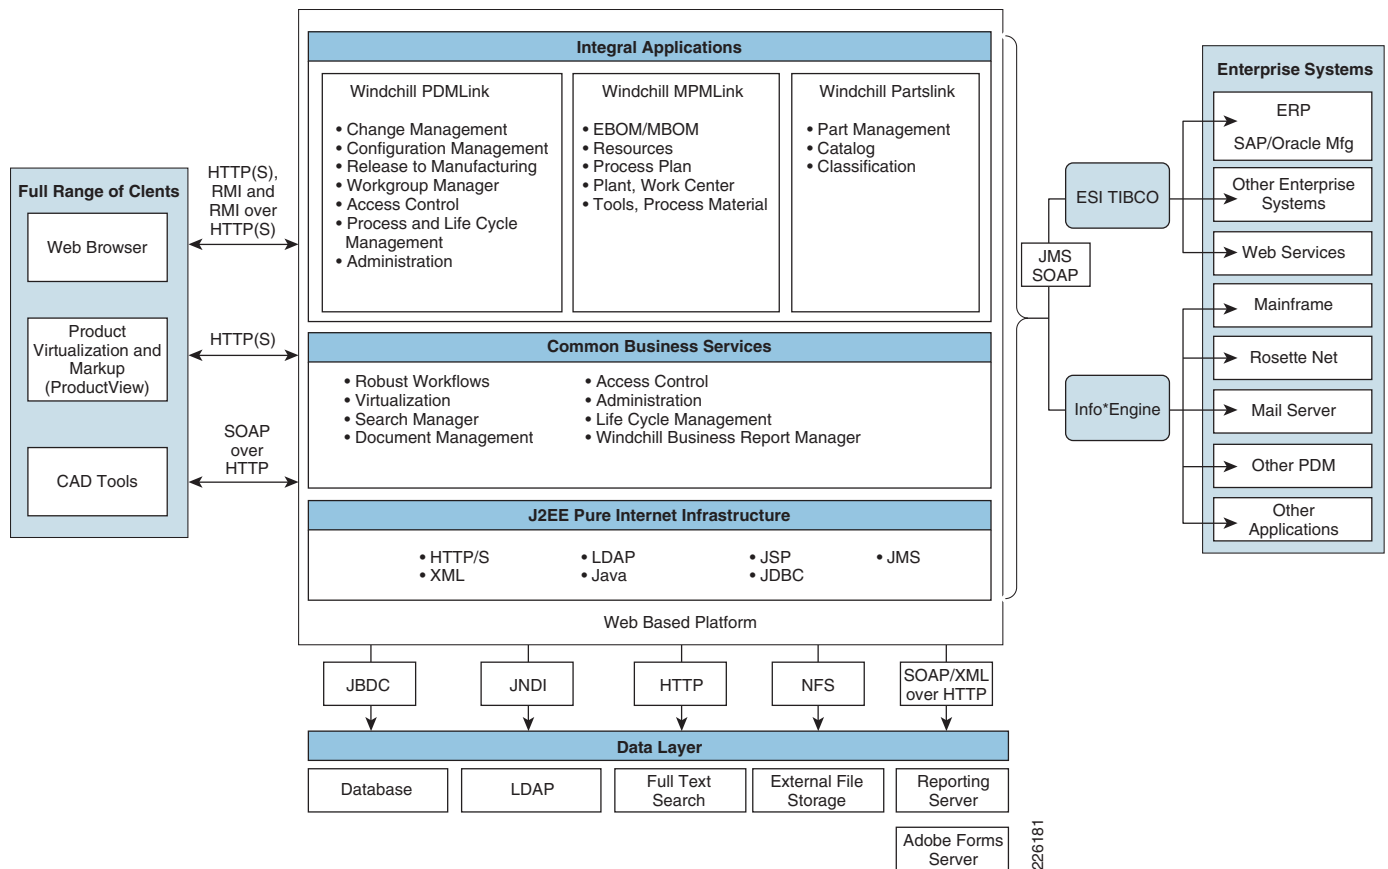 Full Range of Clents
Web Browser
Product
Virtualization and
Markup
(ProductView)
CAD Tools
HTTP(S),
RMI and
RMI over
HTTP(S)
HTTP(S)
SOAP
over
HTTP
Integral Applications
Windchill PDMLink
• Change Management
• Configuration Management
• Release to Manufacturing
• Workgroup Manager
• Access Control
• Process and Life Cycle
Management
• Administration
Windchill MPMLink
• EBOM/MBOM
• Resources
• Process Plan
• Plant, Work Center
• Tools, Process Material
Windchill Partslink
• Part Management
• Catalog
• Classification
Common Business Services
• Robust Workflows
• Virtualization
• Search Manager
• Document Management
• Access Control
• Administration
• Life Cycle Management
• Windchill Business Report Manager
J2EE Pure Internet Infrastructure
• HTTP/S
• XML
• LDAP
• Java
• JSP
• JDBC
• JMS
Web Based Platform
JBDC
JNDI
HTTP
NFS
SOAP/XML
over HTTP
Data Layer
Database
LDAP
Full Text
Search
External File
Storage
Reporting
Server
Adobe Forms
Server
JMS
SOAP
ESI TIBCO
Info*Engine
Enterprise Systems
ERP
SAP/Oracle Mfg
Other Enterprise
Systems
Web Services
Mainframe
Rosette Net
Mail Server
Other PDM
Other
Applications
226181